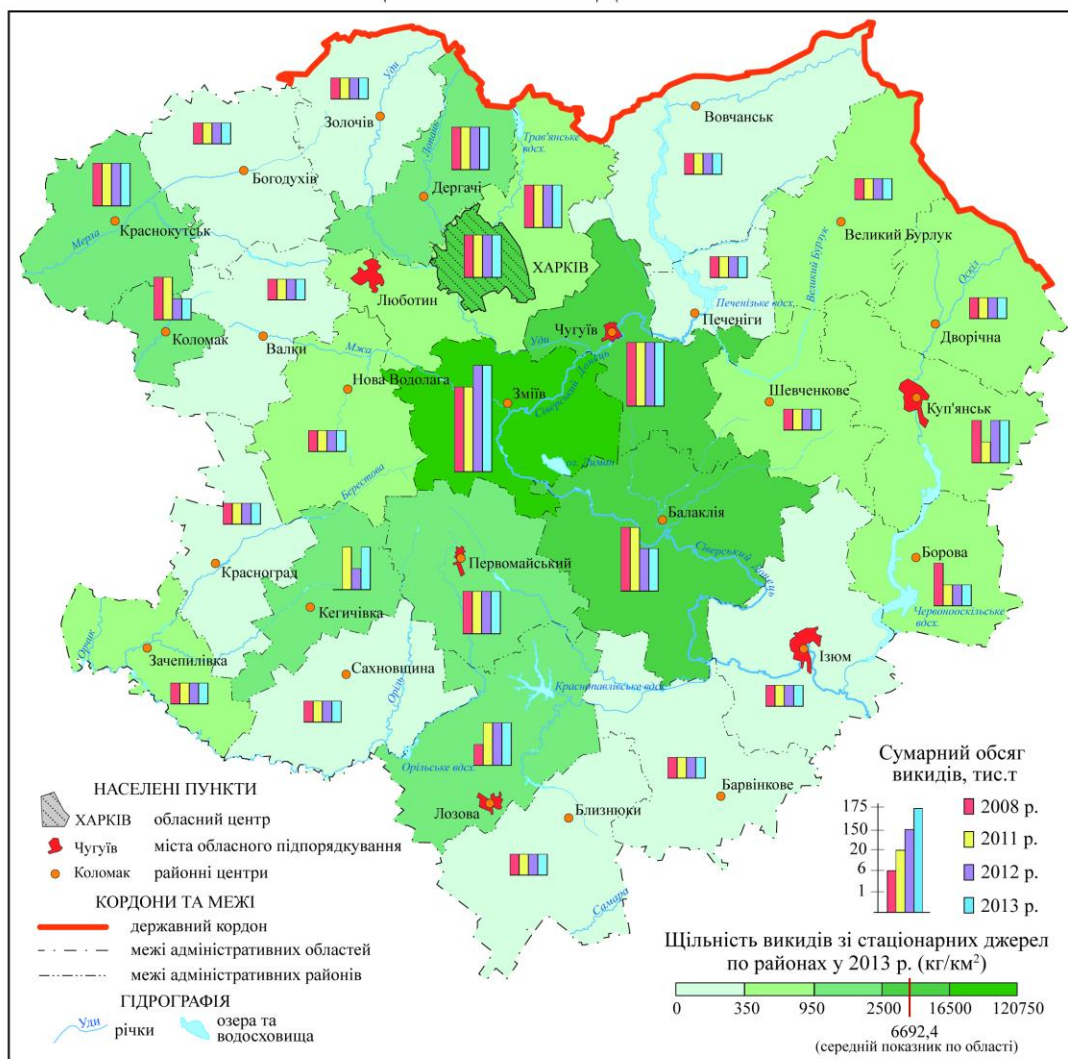 Золочів
Уди
Вовчанськ
Лопань
Трав'янське
вдсх.
Богодухів
Дергачі
Мерла
Краснокутськ
Великий Бурлук
Великий Бурлук
Оскіл
ХАРКІВ
Люботин
Печенізьке вдсх.
Печеніги
Коломак
Валки
Чугуїв
Уди
Дворічна
Мжа
Нова Водолага
Зміїв
Сіверський Донець
Шевченкове
Куп'янськ
оз. Лиман
Берестова
Балаклія
Сіверський Донець
Первомайський
Борова
Красноград
Кегичівка
Червонооскільське
вдсх.
Орчик
Зачепилівка
Сахновщина
Оріль
Ізюм
Краснопавлівське вдсх.
Орільське вдсх.
Лозова
Близнюки
Барвінкове
Самара
НАСЕЛЕНІ ПУНКТИ
ХАРКІВ обласний центр
Чугуїв міста обласного підпорядкування
Коломак районні центри
КОРДОНИ ТА МЕЖІ
державний кордон
межі адміністративних областей
межі адміністративних районів
ГІДРОГРАФІЯ
Уди річки
озера та
водосховища
Сумарний обсяг
викидів, тис.т
175
150
20
6
1
2008 р.
2011 р.
2012 р.
2013 р.
Щільність викидів зі стаціонарних джерел
по районах у 2013 р. (кг/км²)
0 350 950 2500 16500 120750
6692,4
(середній показник по області)